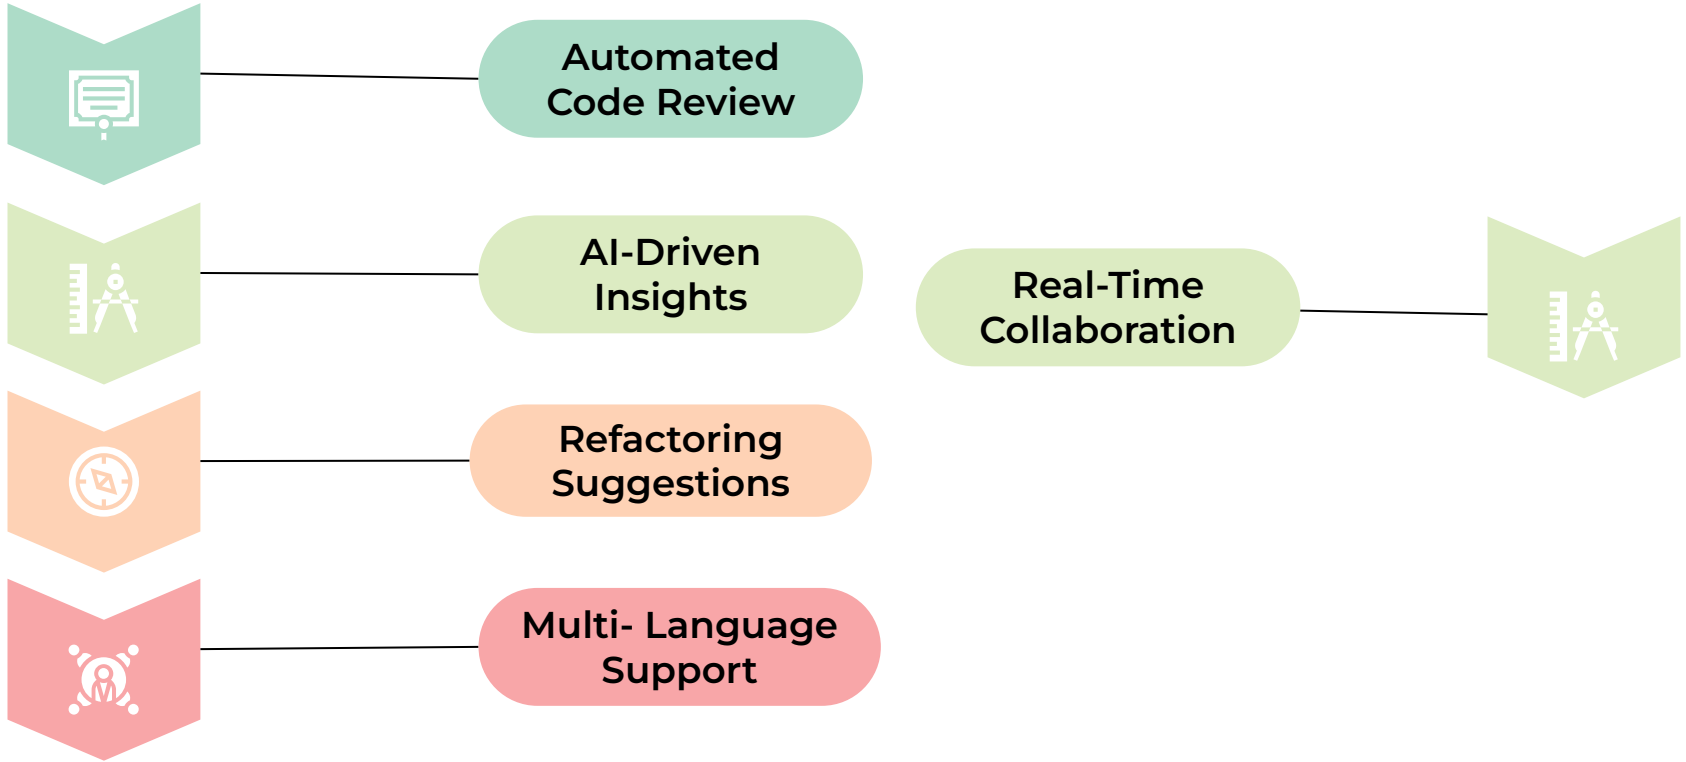 Automated
Code Review
AI-Driven
Insights
Real-Time
Collaboration
Refactoring
Suggestions
Multi- Language
Support